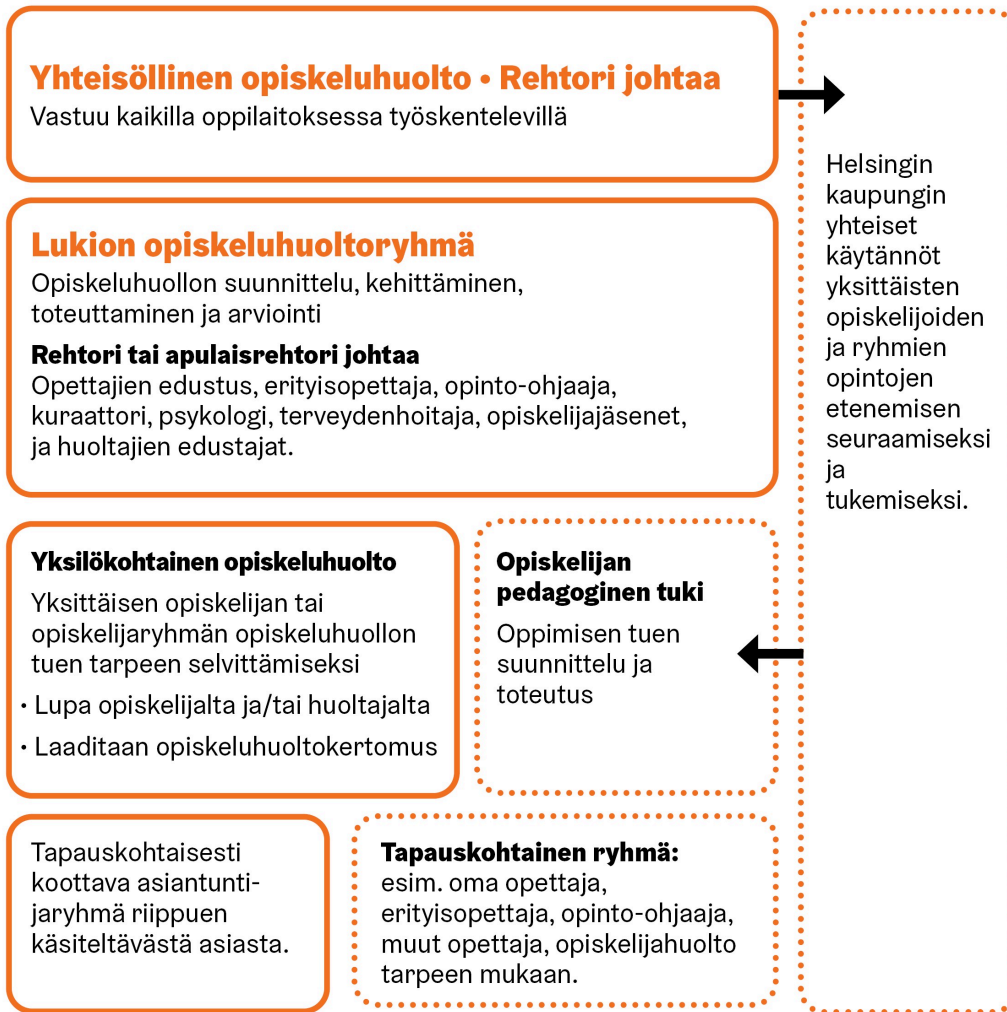 Yhteisöllinen opiskeluhuolto • Rehtori johtaa
Vastuu kaikilla oppilaitoksessa työskentelevillä
Lukion opiskeluhuoltoryhmä
Opiskeluhuollon suunnittelu, kehittäminen,
toteuttaminen ja arviointi
Rehtori tai apulaisrehtori johtaa
Opettajien edustus, erityisopettaja, opinto-ohjaaja,
kuraattori, psykologi, terveydenhoitaja, opiskelijajäsenet,
ja huoltajien edustajat.
Yksilökohtainen opiskeluhuolto
Yksittäisen opiskelijan tai
opiskelijaryhmän opiskeluhuollon
tuen tarpeen selvittämiseksi
• Lupa opiskelijalta ja/tai huoltajalta
• Laaditaan opiskeluhuoltokertomus
Opiskelijan
pedagoginen tuki
Oppimisen tuen
suunnittelu ja
toteutus
Tapauskohtaisesti
koottava asiantunti-
jaryhmä riippuen
käsiteltävästä asiasta.
Tapauskohtainen ryhmä:
esim. oma opettaja,
erityisopettaja, opinto-ohjaaja,
muut opettaja, opiskelijahuolto
tarpeen mukaan.
Helsingin
kaupungin
yhteiset
käytännöt
yksittäisten
opiskelijoiden
ja ryhmien
opintojen
etenemisen
seuraamiseksi
ja
tukemiseksi.